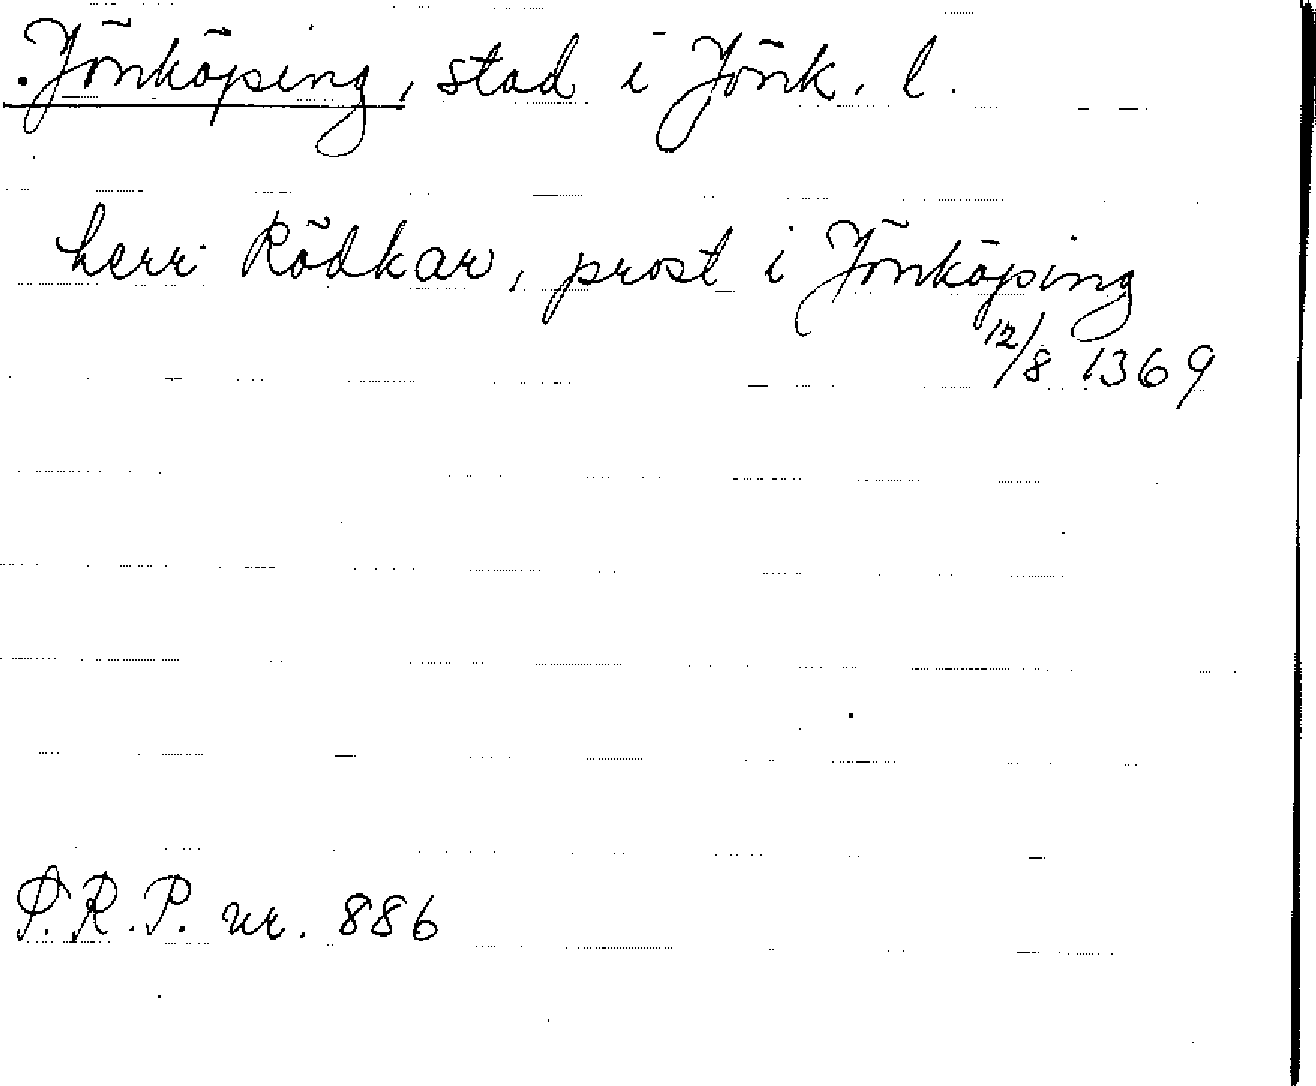 Jönköping, stad i Jönk. l.
herr Rödkar, prost i Jönköping
12/8 1369
P.R.P. nr. 886